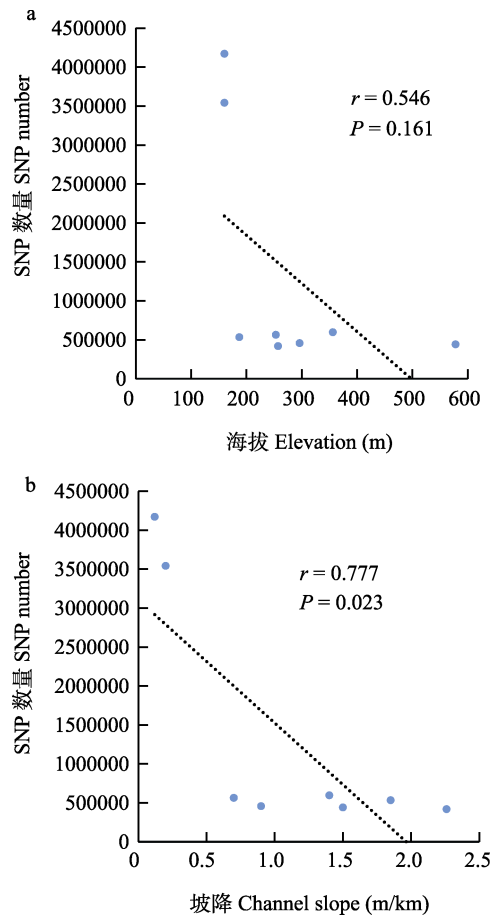 a
4500000
4000000
3500000
3000000
2500000
2000000
1500000
1000000
500000
0
SNP 数量 SNP number
r = 0.546
P = 0.161
0 100 200 300 400 500 600
海拔 Elevation (m)
b
4500000
4000000
3500000
3000000
2500000
2000000
1500000
1000000
500000
0
SNP 数量 SNP number
r = 0.777
P = 0.023
0 0.5 1.0 1.5 2.0 2.5
坡降 Channel slope (m/km)